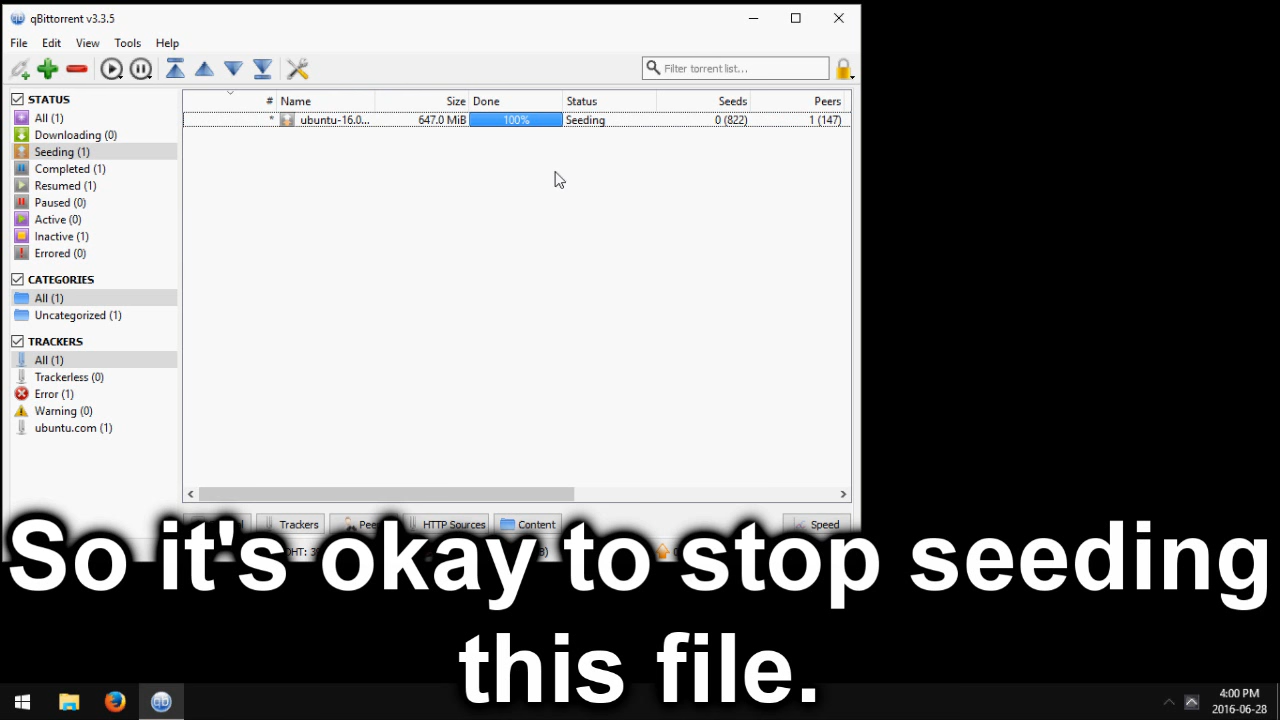 qBittorrent v3.3.5
File Edit View Tools Help
Filter torrent list...
STATUS
All (1)
Downloading (0)
Seeding (1)
Completed (1)
Resumed (1)
Paused (0)
Active (0)
Inactive (1)
Errored (0)
CATEGORIES
All (1)
Uncategorized (1)
TRACKERS
All (1)
Trackerless (0)
Error (1)
Warning (0)
ubuntu.com (1)
# Name Size Done Status Seeds Peers
* ubuntu-16.0... 647.0 MiB 100% Seeding 0 (822) 1 (147)
Trackers HTTP Sources Content Speed
So it's okay to stop seeding
this file.
qb
4:00 PM
2016-06-28